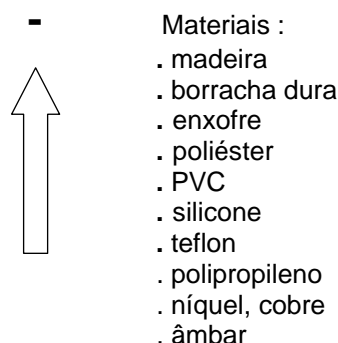 -
Materiais :
. madeira
. borracha dura
. enxofre
. poliéster
. PVC
. silicone
. teflon
. polipropileno
. níquel, cobre
. âmbar